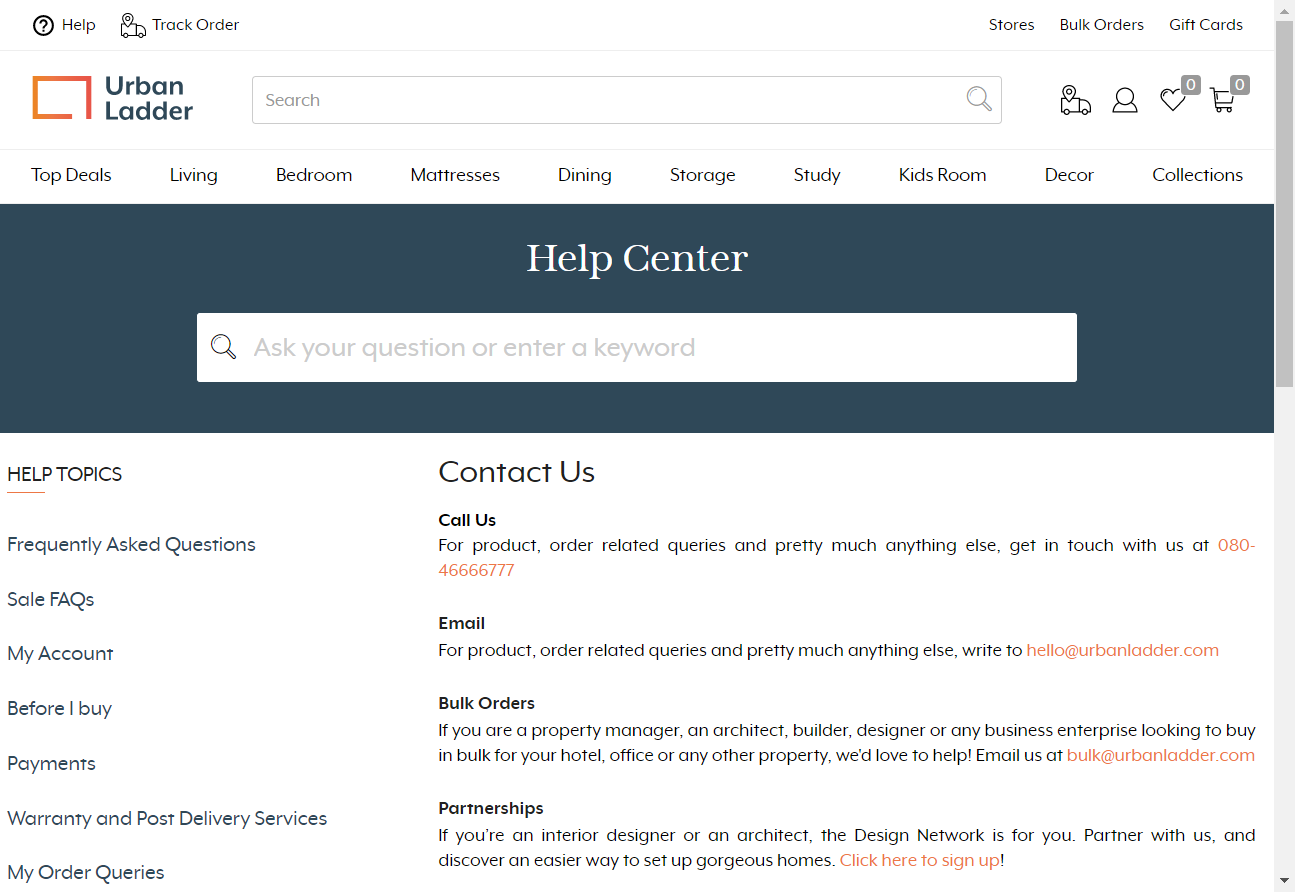 Help Track Order Stores Bulk Orders Gift Cards
Urban
Ladder
Search
0 0
Top Deals Living Bedroom Mattresses Dining Storage Study Kids Room Decor Collections
Help Center
Ask your question or enter a keyword
HELP TOPICS
Frequently Asked Questions
Sale FAQs
My Account
Before I buy
Payments
Warranty and Post Delivery Services
My Order Queries
Contact Us
Call Us
For product, order related queries and pretty much anything else, get in touch with us at 080-
46666777
Email
For product, order related queries and pretty much anything else, write to hello@urbanladder.com
Bulk Orders
If you are a property manager, an architect, builder, designer or any business enterprise looking to buy
in bulk for your hotel, office or any other property, we'd love to help! Email us at bulk@urbanladder.com
Partnerships
If you're an interior designer or an architect, the Design Network is for you. Partner with us, and
discover an easier way to set up gorgeous homes. Click here to sign up!